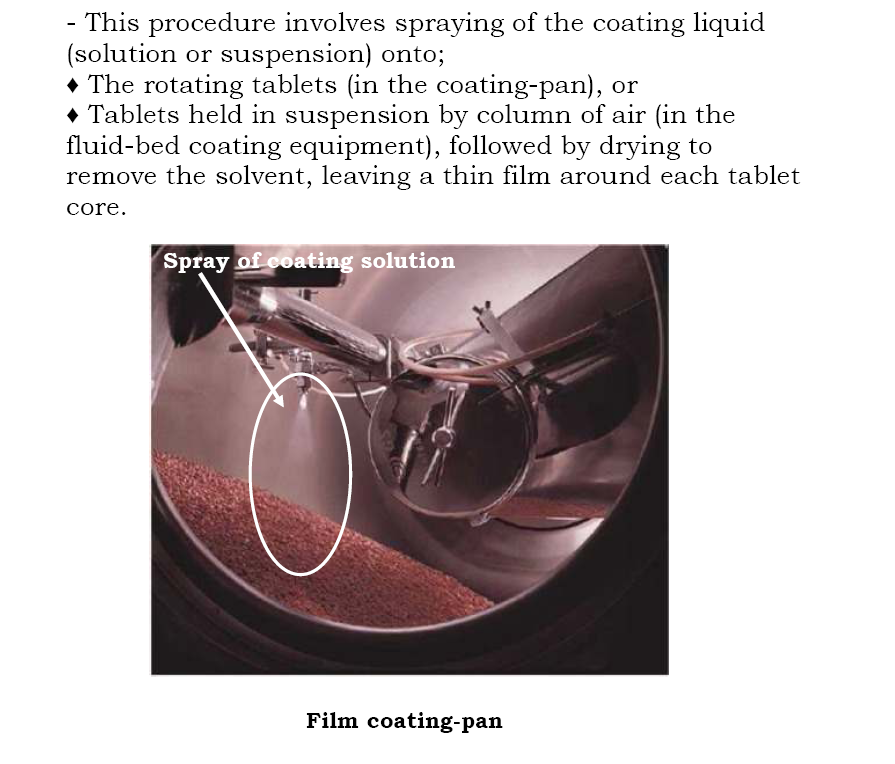 - This procedure involves spraying of the coating liquid
(solution or suspension) onto;
♦ The rotating tablets (in the coating-pan), or
♦ Tablets held in suspension by column of air (in the
fluid-bed coating equipment), followed by drying to
remove the solvent, leaving a thin film around each tablet
core.
Spray of coating solution
Film coating-pan